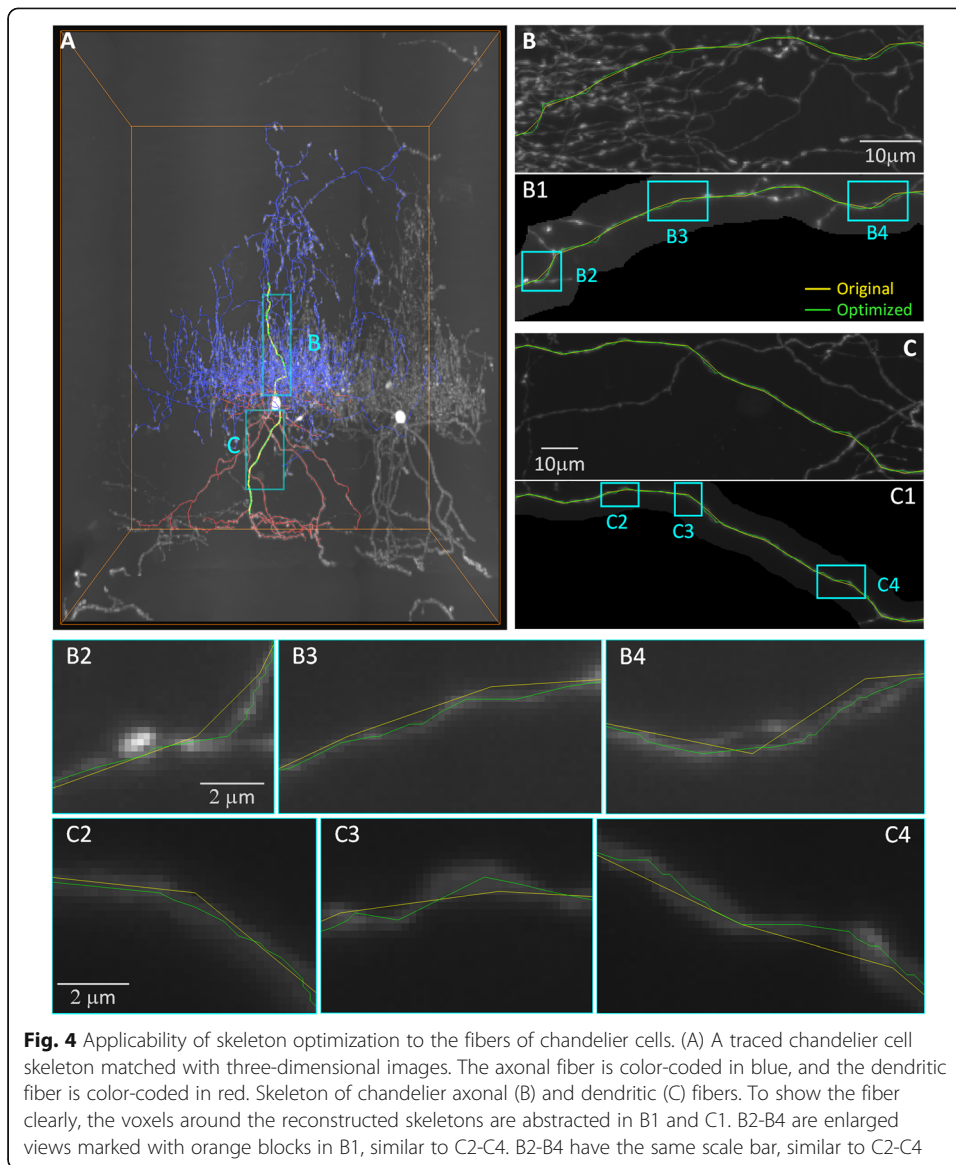 A
B
C
B
10μm
B1
B2
B3
B4
Original
Optimized
C
10μm
C1
C2
C3
C4
B2
2 μm
B3
B4
C2
2 μm
C3
C4
Fig. 4 Applicability of skeleton optimization to the fibers of chandelier cells. (A) A traced chandelier cell
skeleton matched with three-dimensional images. The axonal fiber is color-coded in blue, and the dendritic
fiber is color-coded in red. Skeleton of chandelier axonal (B) and dendritic (C) fibers. To show the fiber
clearly, the voxels around the reconstructed skeletons are abstracted in B1 and C1. B2-B4 are enlarged
views marked with orange blocks in B1, similar to C2-C4. B2-B4 have the same scale bar, similar to C2-C4